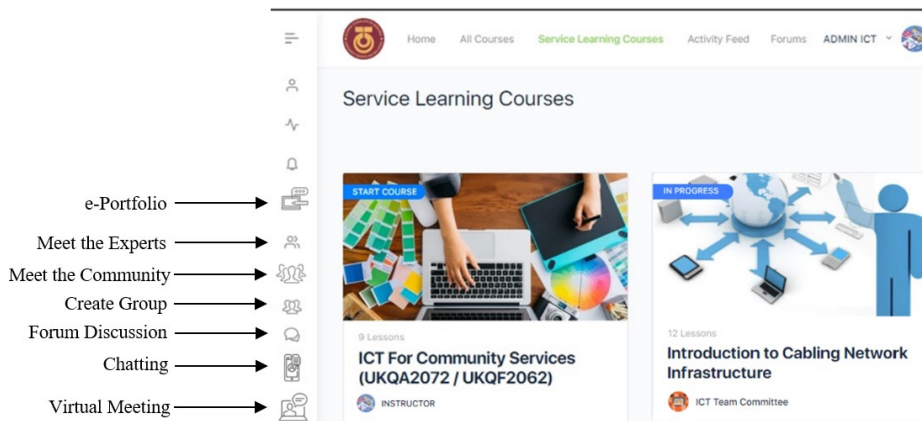 Home All Courses Service Learning Courses Activity Feed Forums ADMIN ICT
Service Learning Courses
e-Portfolio
Meet the Experts
Meet the Community
Create Group
Forum Discussion
Chatting
Virtual Meeting
START COURSE
9 Lessons
ICT For Community Services
(UKQA2072 / UKQF2062)
INSTRUCTOR
IN PROGRESS
12 Lessons
Introduction to Cabling Network
Infrastructure
ICT Team Committee